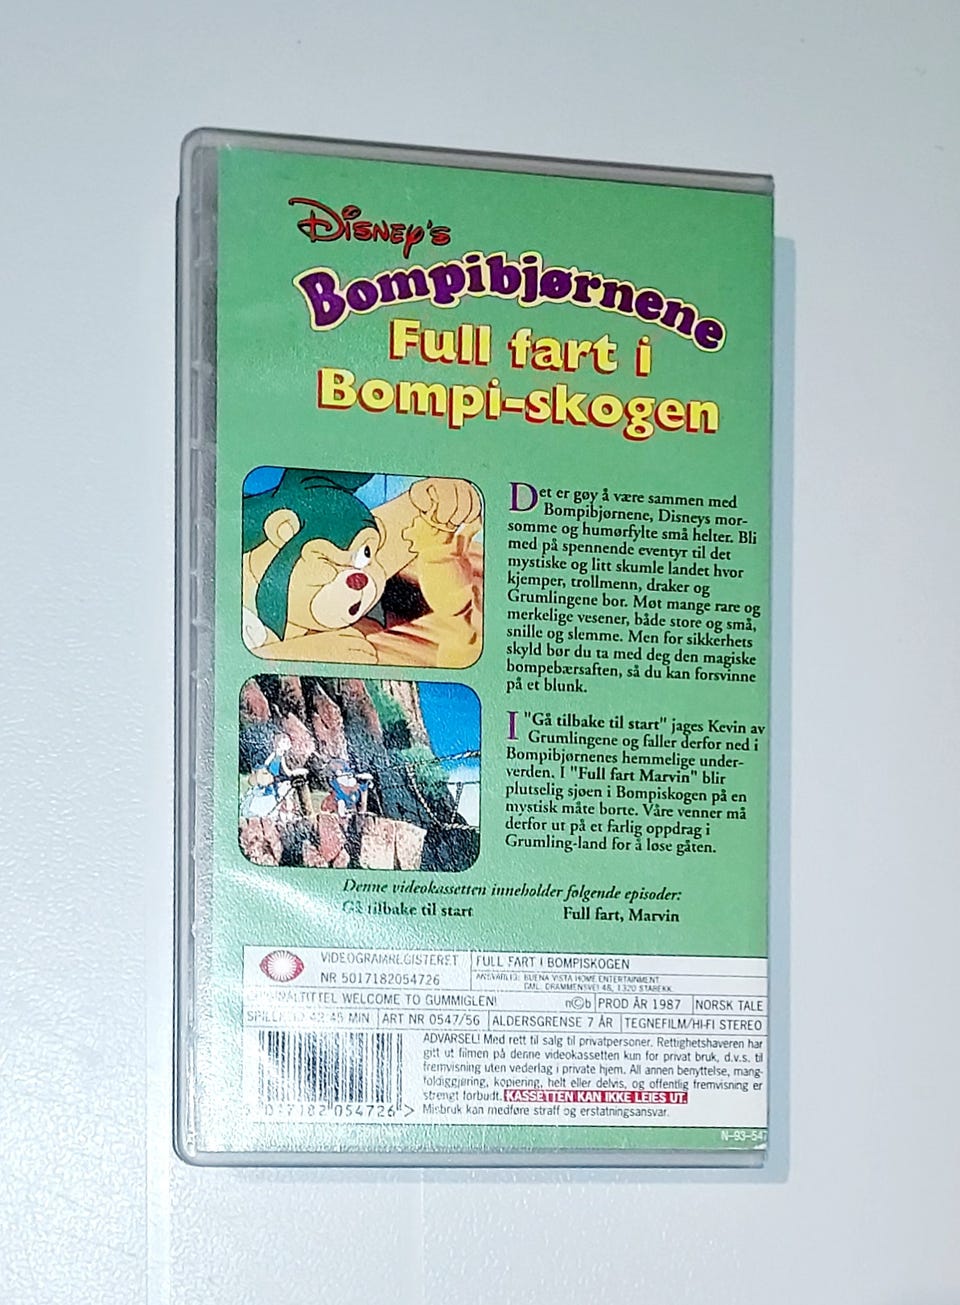 Disney's
Bompibjørnene
Full fart i
Bompi-skogen
Det er gøy å være sammen med
Bompibjørnene, Disneys mor-
somme og humørfylte små helter. Bli
med på spennende eventyr til det
mystiske og litt skumle landet hvor
kjemper, trollmenn, draker og
Grumlingene bor. Møt mange rare og
merkelige vesener, både store og små,
snille og slemme. Men for sikkerhets
skyld bør du ta med deg den magiske
bompebærsaften, så du kan forsvinne
på et blunk.
I "Gå tilbake til start" jages Kevin av
Grumlingene og faller derfor ned i
Bompibjørnenes hemmelige under-
verden. I "Full fart Marvin" blir
plutselig sjøen i Bompiskogen på en
mystisk måte borte. Våre venner må
derfor ut på et farlig oppdrag i
Grumling-land for å løse gåten.
Denne videokassetten inneholder følgende episoder:
Gå tilbake til start Full fart, Marvin
VIDEOGRAMREGISTERET
NR 5017182054726
FULL FART I BOMPISKOGEN
ANSVARLIG: BUENA VISTA HOME ENTERTAINMENT
GML. DRAMMENSVEI 48, 1320 STABEKK
ORIGINALTITTEL WELCOME TO GUMMIGLEN! n©b PROD ÅR 1987 NORSK TALE
SPILLETID 45 MIN ART NR 0547/56 ALDERSGRENSE 7 ÅR TEGNEFILM/HI-FI STEREO
ADVARSEL! Med rett til salg til privatpersoner. Rettighetshaveren har
gitt ut filmen på denne videokassetten kun for privat bruk, d.v.s. til
fremvisning uten vederlag i private hjem. All annen benyttelse, mang-
foldiggjøring, kopiering, helt eller delvis, og offentlig fremvisning er
strengt forbudt. KASSETTEN KAN IKKE LEIES UT.
Misbruk kan medføre straff og erstatningsansvar.
5 017182 054726 >
N-93-547